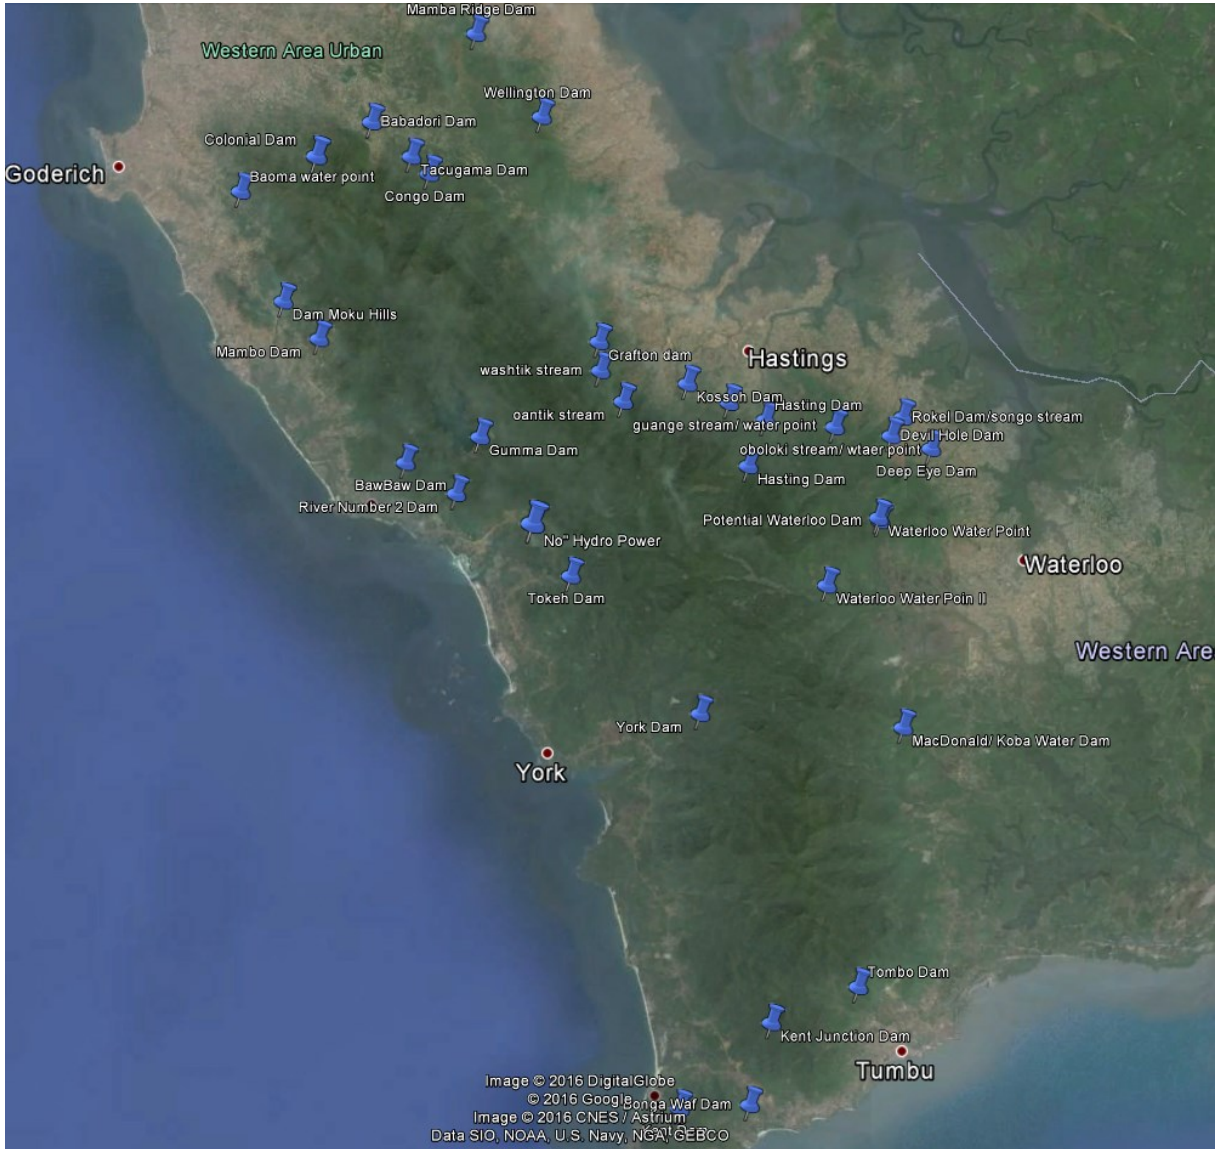 Mamba Ridge Dam
Western Area Urban
Wellington Dam
Babadori Dam
Colonial Dam
Tacugama Dam
Goderich
Baoma water point
Congo Dam
Dam Moku Hills
Mambo Dam
Grafton dam
Hastings
washtik stream
Kossoh Dam
Hasting Dam
oantik stream
Rokel Dam/songo stream
guange stream/ water point
Devil Hole Dam
Gumma Dam
oboloki stream/ wtaer point
Deep Eye Dam
Hasting Dam
BawBaw Dam
River Number 2 Dam
Potential Waterloo Dam
Waterloo Water Point
No" Hydro Power
Waterloo
Tokeh Dam
Waterloo Water Poin II
Western Are
York Dam
MacDonald/ Koba Water Dam
York
Tombo Dam
Kent Junction Dam
Tumbu
Image © 2016 DigitalGlobe
© 2016 Google
Bonga Waf Dam
Image © 2016 CNES / Astrium
Kent Dam
Data SIO, NOAA, U.S. Navy, NGA, GEBCO